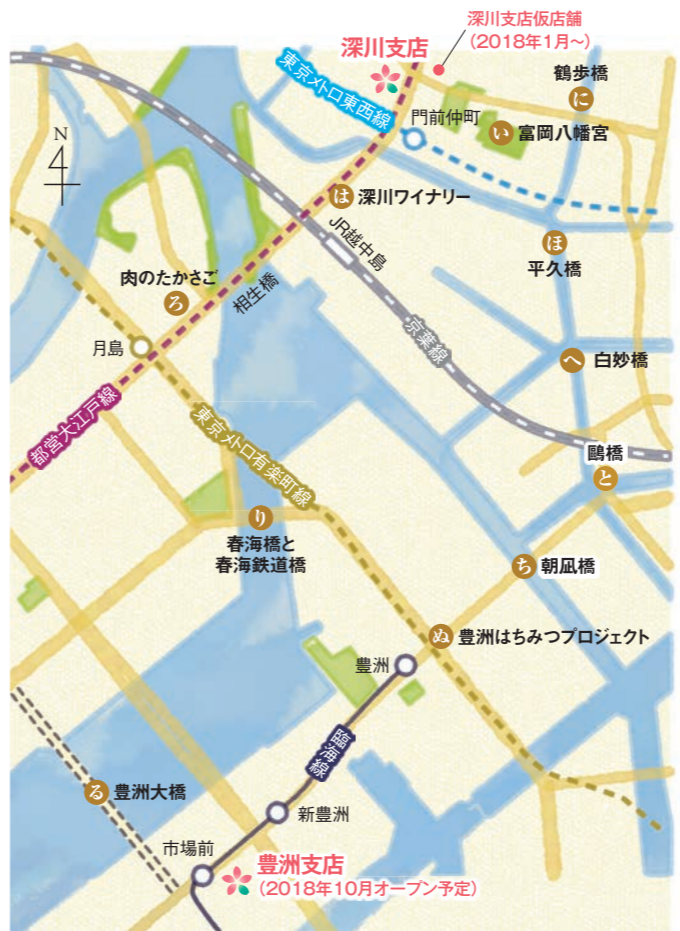 深川支店仮店舗
（2018年1月〜）
深川支店
鶴歩橋
に
東京メトロ東西線
門前仲町
い 富岡八幡宮
N
は 深川ワイナリー
JR越中島
ほ
平久橋
肉のたかさご
ろ
相生橋
京葉線
月島
へ 白妙橋
都営大江戸線
東京メトロ有楽町線
鷗橋
と
り
春海橋と
春海鉄道橋
ち 朝凪橋
ぬ 豊洲はちみつプロジェクト
豊洲
臨海線
る 豊洲大橋
新豊洲
市場前
豊洲支店
（2018年10月オープン予定）